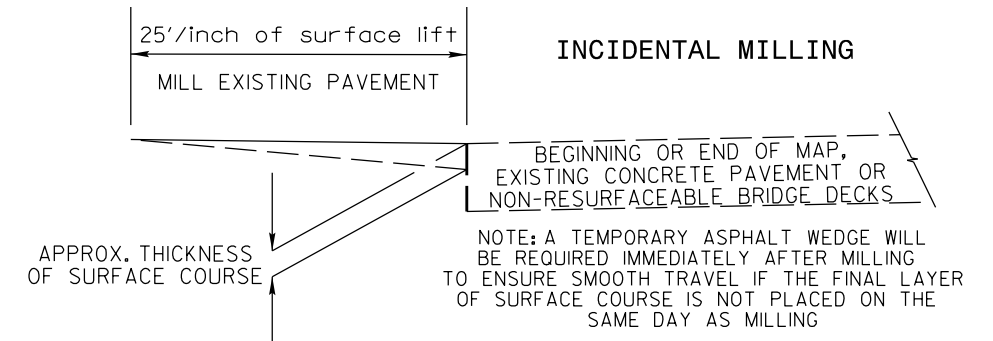 25'/inch of surface lift
INCIDENTAL MILLING
MILL EXISTING PAVEMENT
BEGINNING OR END OF MAP,
EXISTING CONCRETE PAVEMENT OR
NON-RESURFACEABLE BRIDGE DECKS
APPROX. THICKNESS
OF SURFACE COURSE
NOTE: A TEMPORARY ASPHALT WEDGE WILL
BE REQUIRED IMMEDIATELY AFTER MILLING
TO ENSURE SMOOTH TRAVEL IF THE FINAL LAYER
OF SURFACE COURSE IS NOT PLACED ON THE
SAME DAY AS MILLING